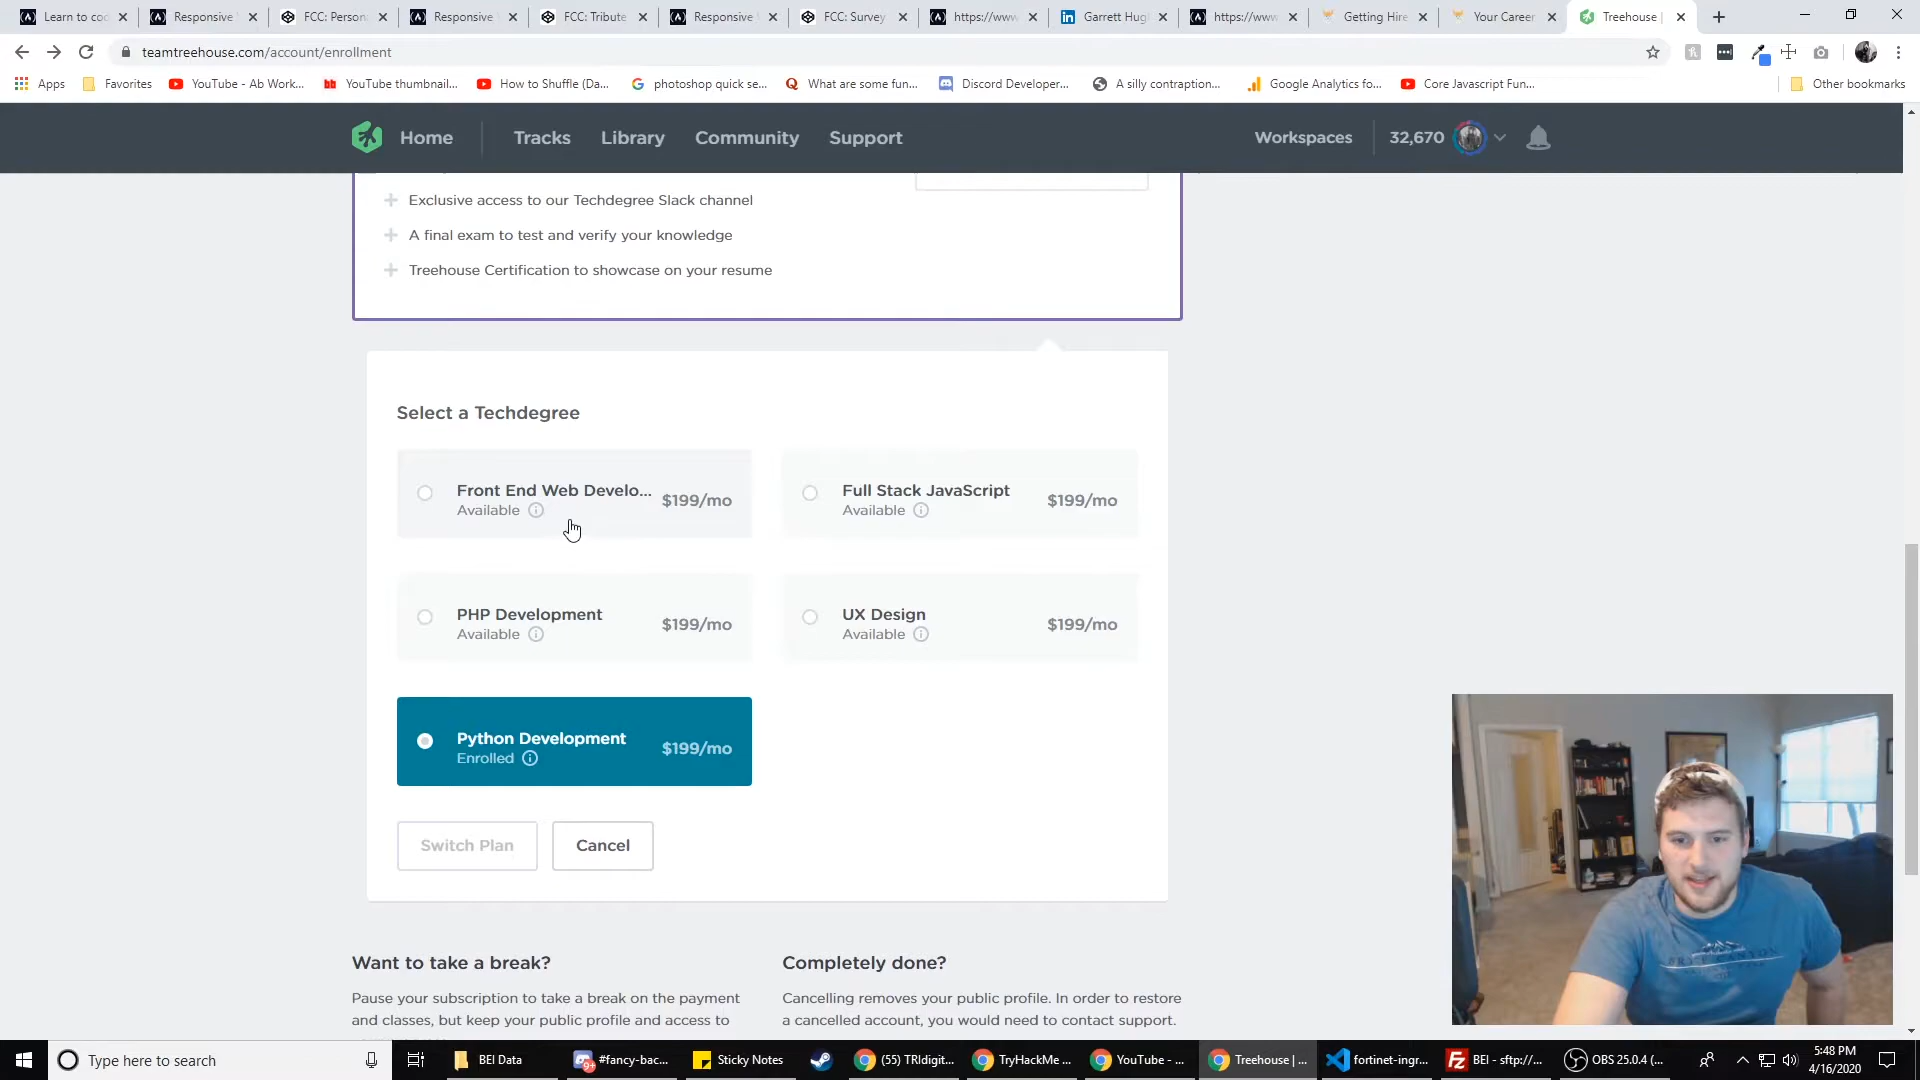 Learn to coc
Responsive
FCC: Person
Responsive
FCC: Tribute
Responsive
FCC: Survey
https://www
Garrett Hug
https://www
Getting Hire
Your Career
Treehouse |
teamtreehouse.com/account/enrollment
Apps
Favorites
YouTube - Ab Work...
YouTube thumbnail...
How to Shuffle (Da...
photoshop quick se...
What are some fun...
Discord Developer...
A silly contraption...
Google Analytics fo...
Core Javascript Fun...
Other bookmarks
Home
Tracks
Library
Community
Support
Workspaces
32,670
Exclusive access to our Techdegree Slack channel
A final exam to test and verify your knowledge
Treehouse Certification to showcase on your resume
Select a Techdegree
Front End Web Develo...
$199/mo
Available
Full Stack JavaScript
$199/mo
Available
PHP Development
$199/mo
Available
UX Design
$199/mo
Available
Python Development
$199/mo
Enrolled
Switch Plan
Cancel
Want to take a break?
Pause your subscription to take a break on the payment
and classes, but keep your public profile and access to
Completely done?
Cancelling removes your public profile. In order to restore
a cancelled account, you would need to contact support.
Type here to search
BEI Data
#fancy-bac...
Sticky Notes
(55) TRIdigit...
TryHackMe ...
YouTube - ...
Treehouse | ...
fortinet-ingr...
BEI - sftp://...
OBS 25.0.4 (...
5:48 PM
4/16/2020